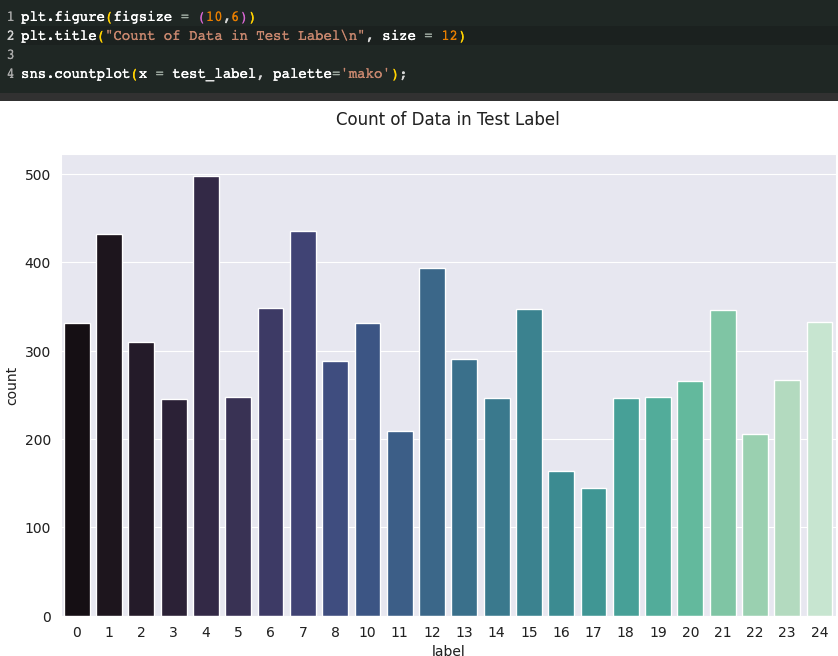 1 plt.figure(figsize = (10,6))
2 plt.title("Count of Data in Test Label\n", size = 12)
3
4 sns.countplot(x = test_label, palette='mako');
Count of Data in Test Label
500
400
300
200
100
0
count
0 1 2 3 4 5 6 7 8 10 11 12 13 14 15 16 17 18 19 20 21 22 23 24
label